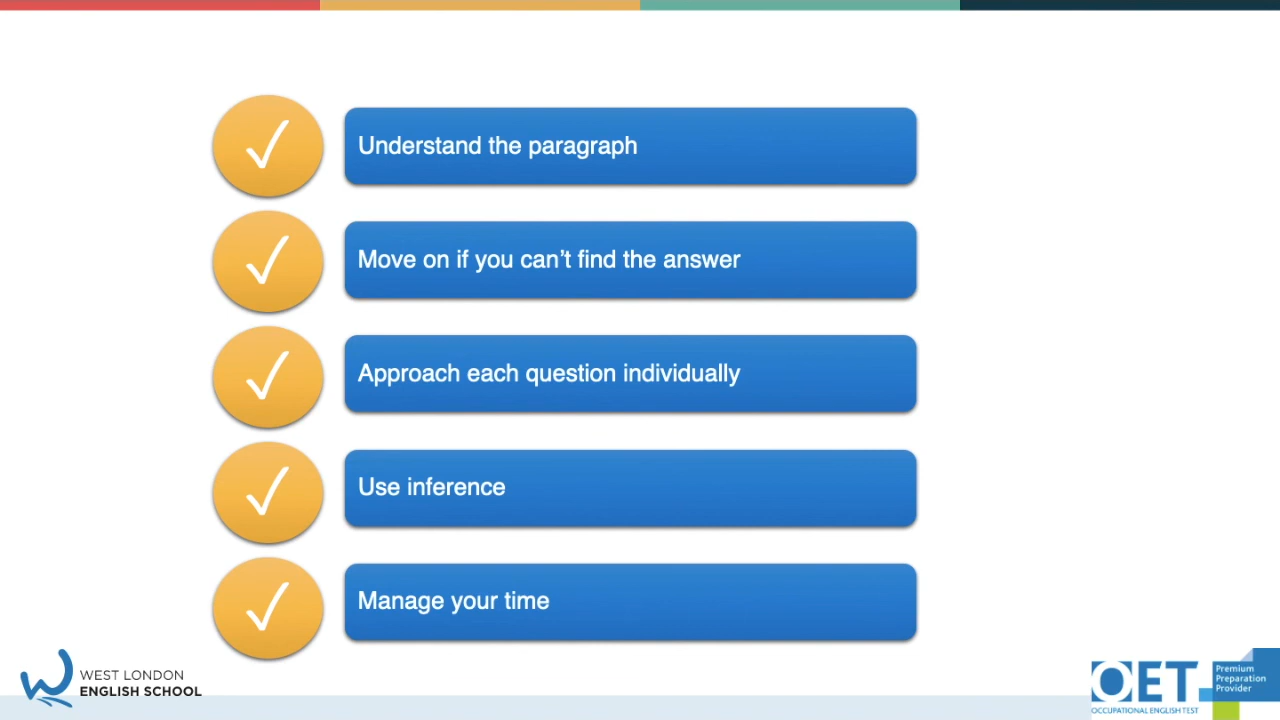 Understand the paragraph
Move on if you can’t find the answer
Approach each question individually
Use inference
Manage your time
WEST LONDON
ENGLISH SCHOOL
OET
OCCUPATIONAL ENGLISH TEST
Premium
Preparation
Provider